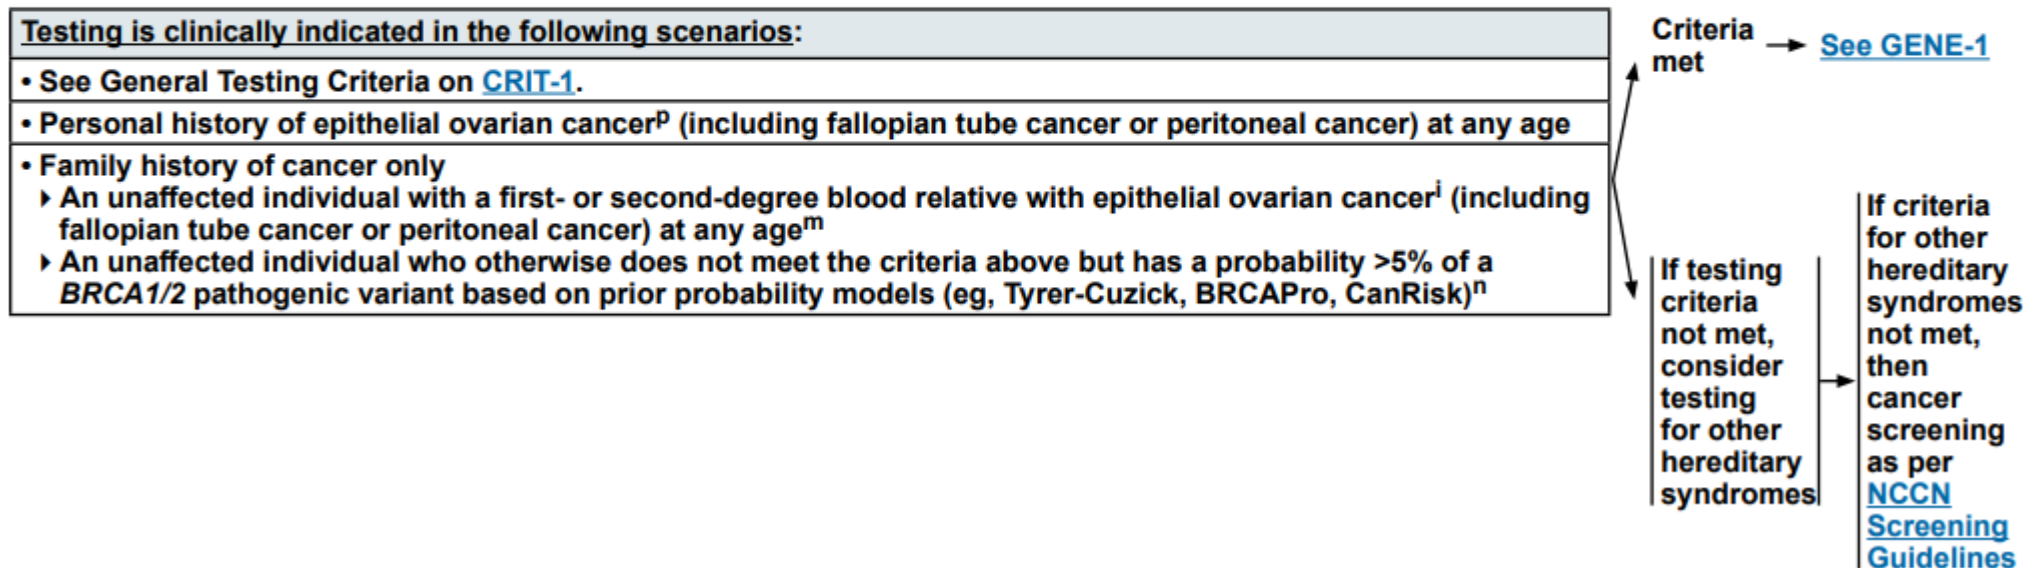 Testing is clinically indicated in the following scenarios:
• See General Testing Criteria on CRIT-1.
• Personal history of epithelial ovarian cancerp (including fallopian tube cancer or peritoneal cancer) at any age
• Family history of cancer only
▸ An unaffected individual with a first- or second-degree blood relative with epithelial ovarian canceri (including
fallopian tube cancer or peritoneal cancer) at any agem
▸ An unaffected individual who otherwise does not meet the criteria above but has a probability >5% of a
BRCA1/2 pathogenic variant based on prior probability models (eg, Tyrer-Cuzick, BRCAPro, CanRisk)n
Criteria
met
See GENE-1
If testing
criteria
not met,
consider
testing
for other
hereditary
syndromes
If criteria
for other
hereditary
syndromes
not met,
then
cancer
screening
as per
NCCN
Screening
Guidelines